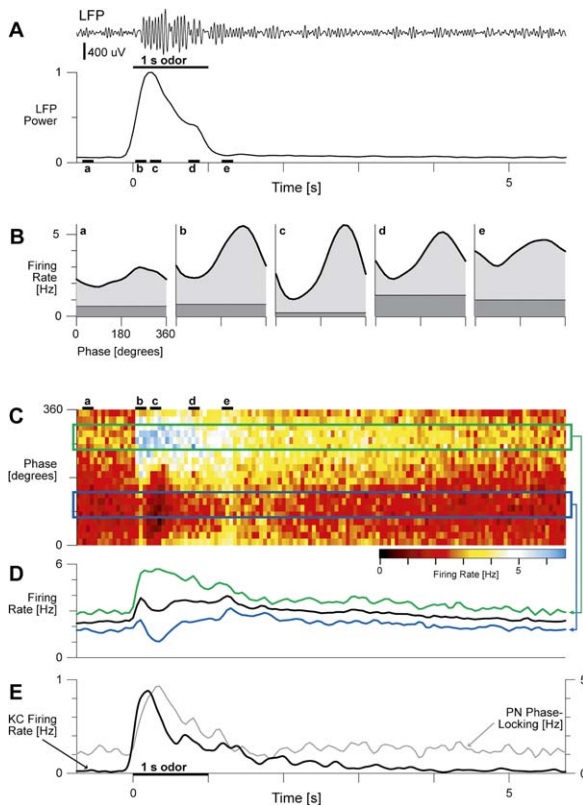 A
LFP
400 uV
1 s odor
1
LFP
Power
0
a
b
c
d
e
0
Time [s]
5
B
a
b
c
d
e
5
Firing
Rate
[Hz]
0
0
180
360
Phase [degrees]
C
a
b
c
d
e
360
Phase
[degrees]
0
0
5
Firing Rate [Hz]
D
6
Firing
Rate [Hz]
0
E
1
5
KC Firing
Rate [Hz]
PN Phase-
Locking [Hz]
0
0
1 s odor
0
Time [s]
5